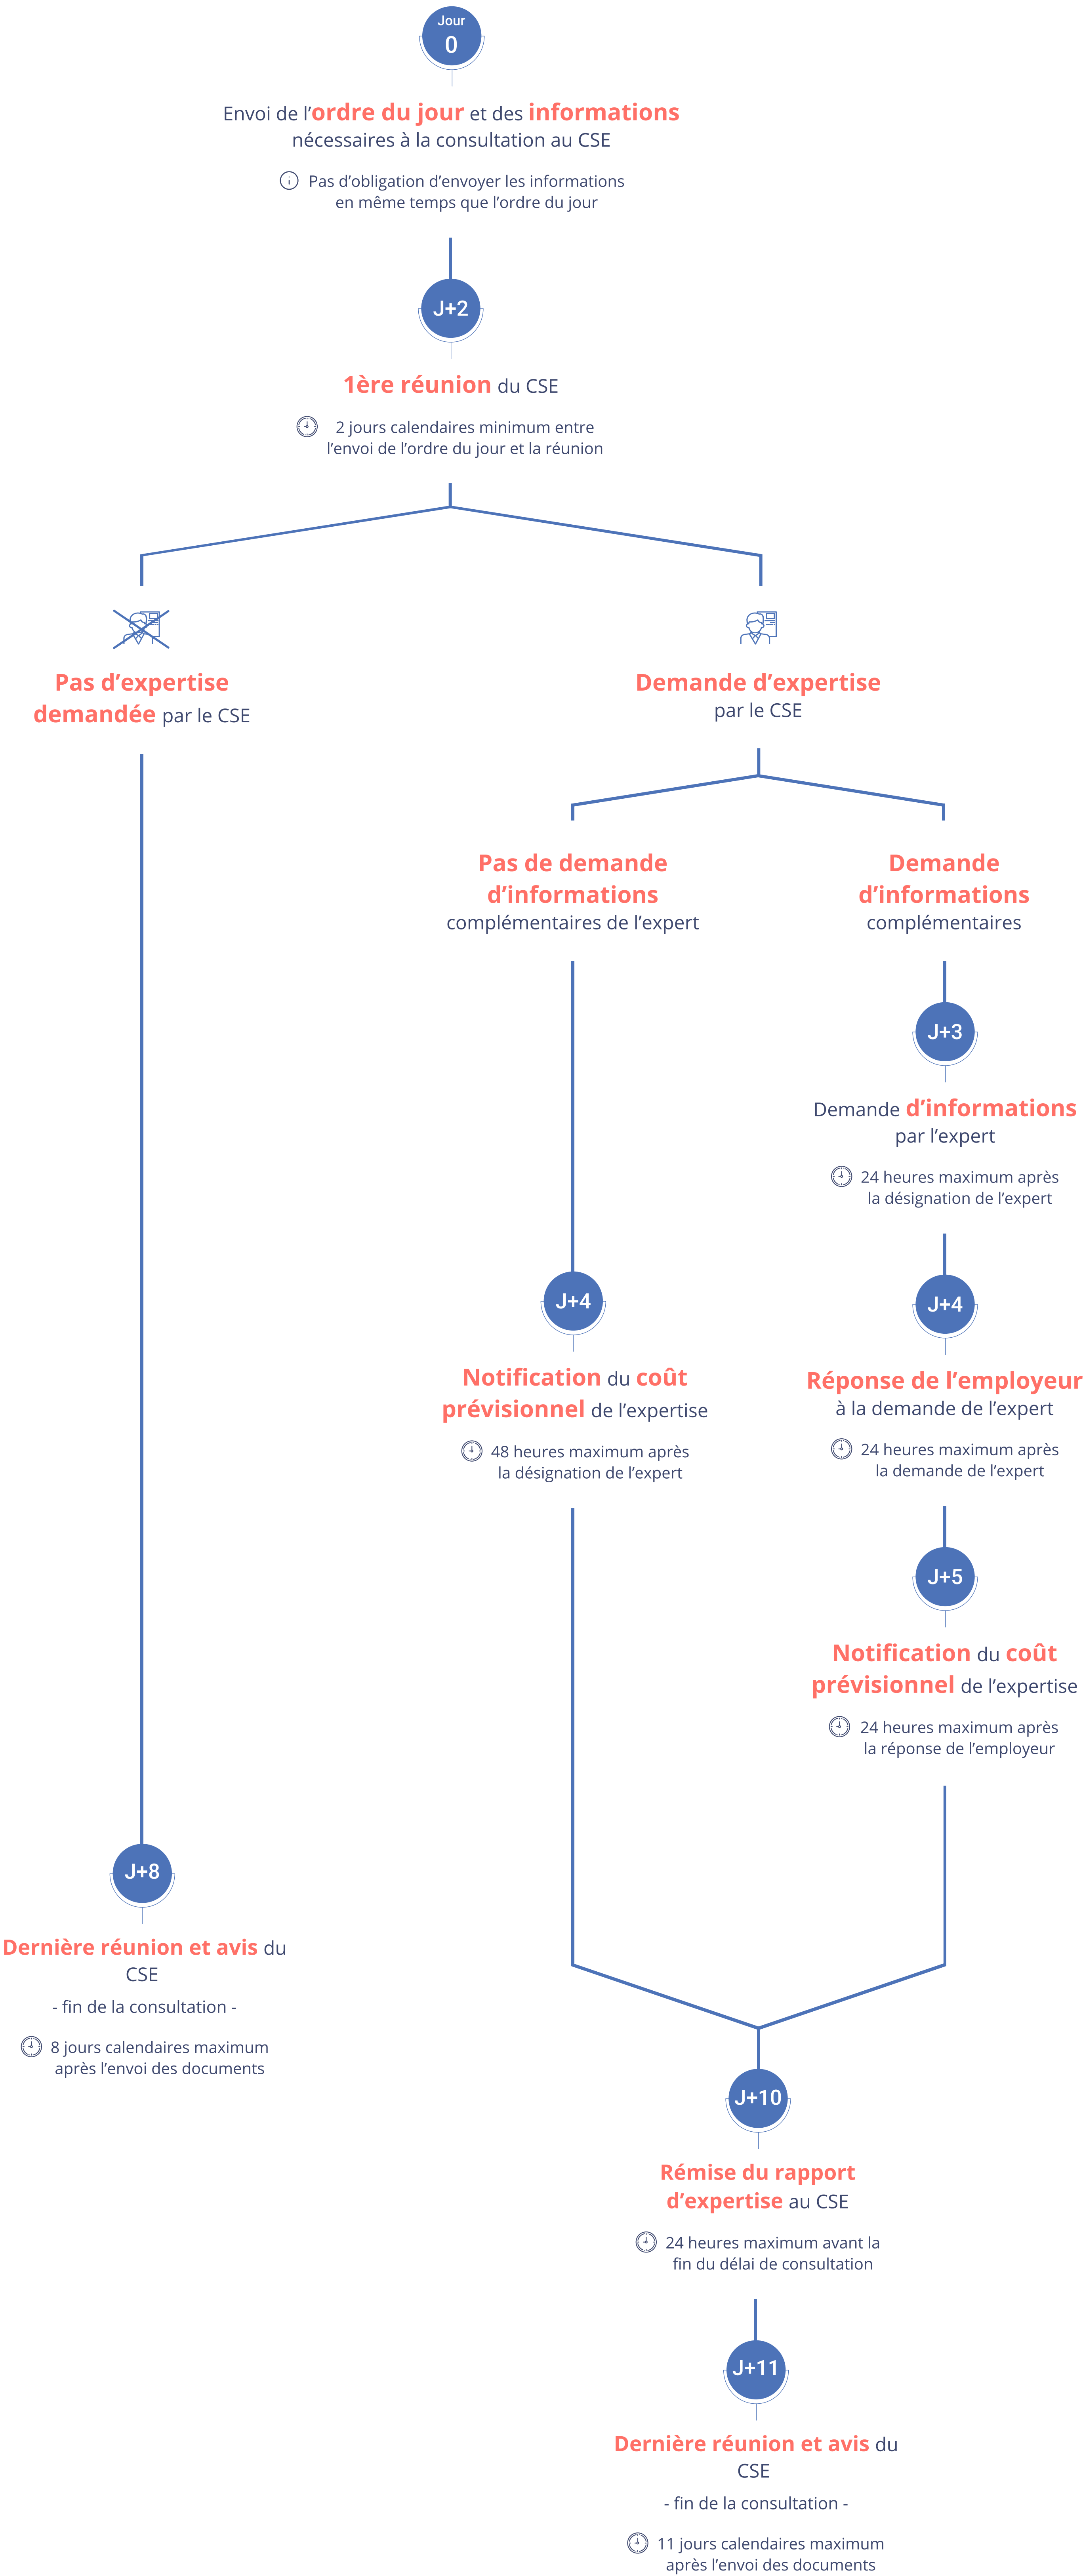 Jour
0
Envoi de l’ordre du jour et des informations
nécessaires à la consultation au CSE
Pas d’obligation d’envoyer les informations
en même temps que l’ordre du jour
J+2
1ère réunion du CSE
2 jours calendaires minimum entre
l’envoi de l’ordre du jour et la réunion
Pas d’expertise
demandée par le CSE
Demande d’expertise
par le CSE
Pas de demande
d’informations
complémentaires de l’expert
Demande
d’informations
complémentaires
J+3
Demande d’informations
par l’expert
24 heures maximum après
la désignation de l’expert
J+4
Notification du coût
prévisionnel de l’expertise
48 heures maximum après
la désignation de l’expert
J+4
Réponse de l’employeur
à la demande de l’expert
24 heures maximum après
la demande de l’expert
J+5
Notification du coût
prévisionnel de l’expertise
24 heures maximum après
la réponse de l’employeur
J+8
Dernière réunion et avis du
CSE
- fin de la consultation -
8 jours calendaires maximum
après l’envoi des documents
J+10
Rémise du rapport
d’expertise au CSE
24 heures maximum avant la
fin du délai de consultation
J+11
Dernière réunion et avis du
CSE
- fin de la consultation -
11 jours calendaires maximum
après l’envoi des documents